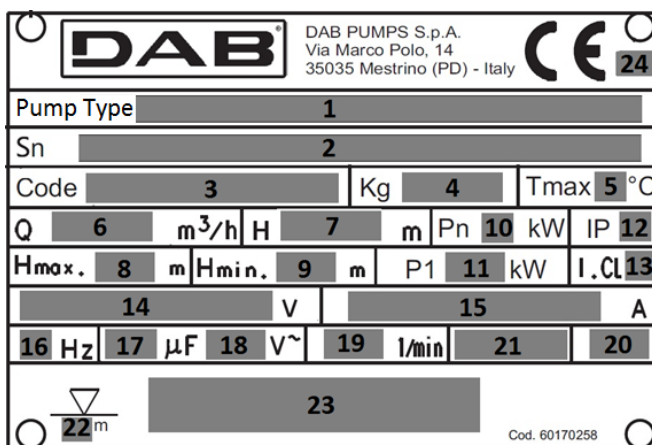 DAB
DAB PUMPS S.p.A.
Via Marco Polo, 14
35035 Mestrino (PD) - Italy
CE 24
Pump Type 1
Sn 2
Code 3 Kg 4 Tmax 5 °C
Q 6 m³/h H 7 m Pn 10 kW IP 12
Hmax. 8 m Hmin. 9 m P1 11 kW I.CL 13
14 V 15 A
16 Hz 17 µF 18 V~ 19 1/min 21 20
22 m 23
Cod. 60170258